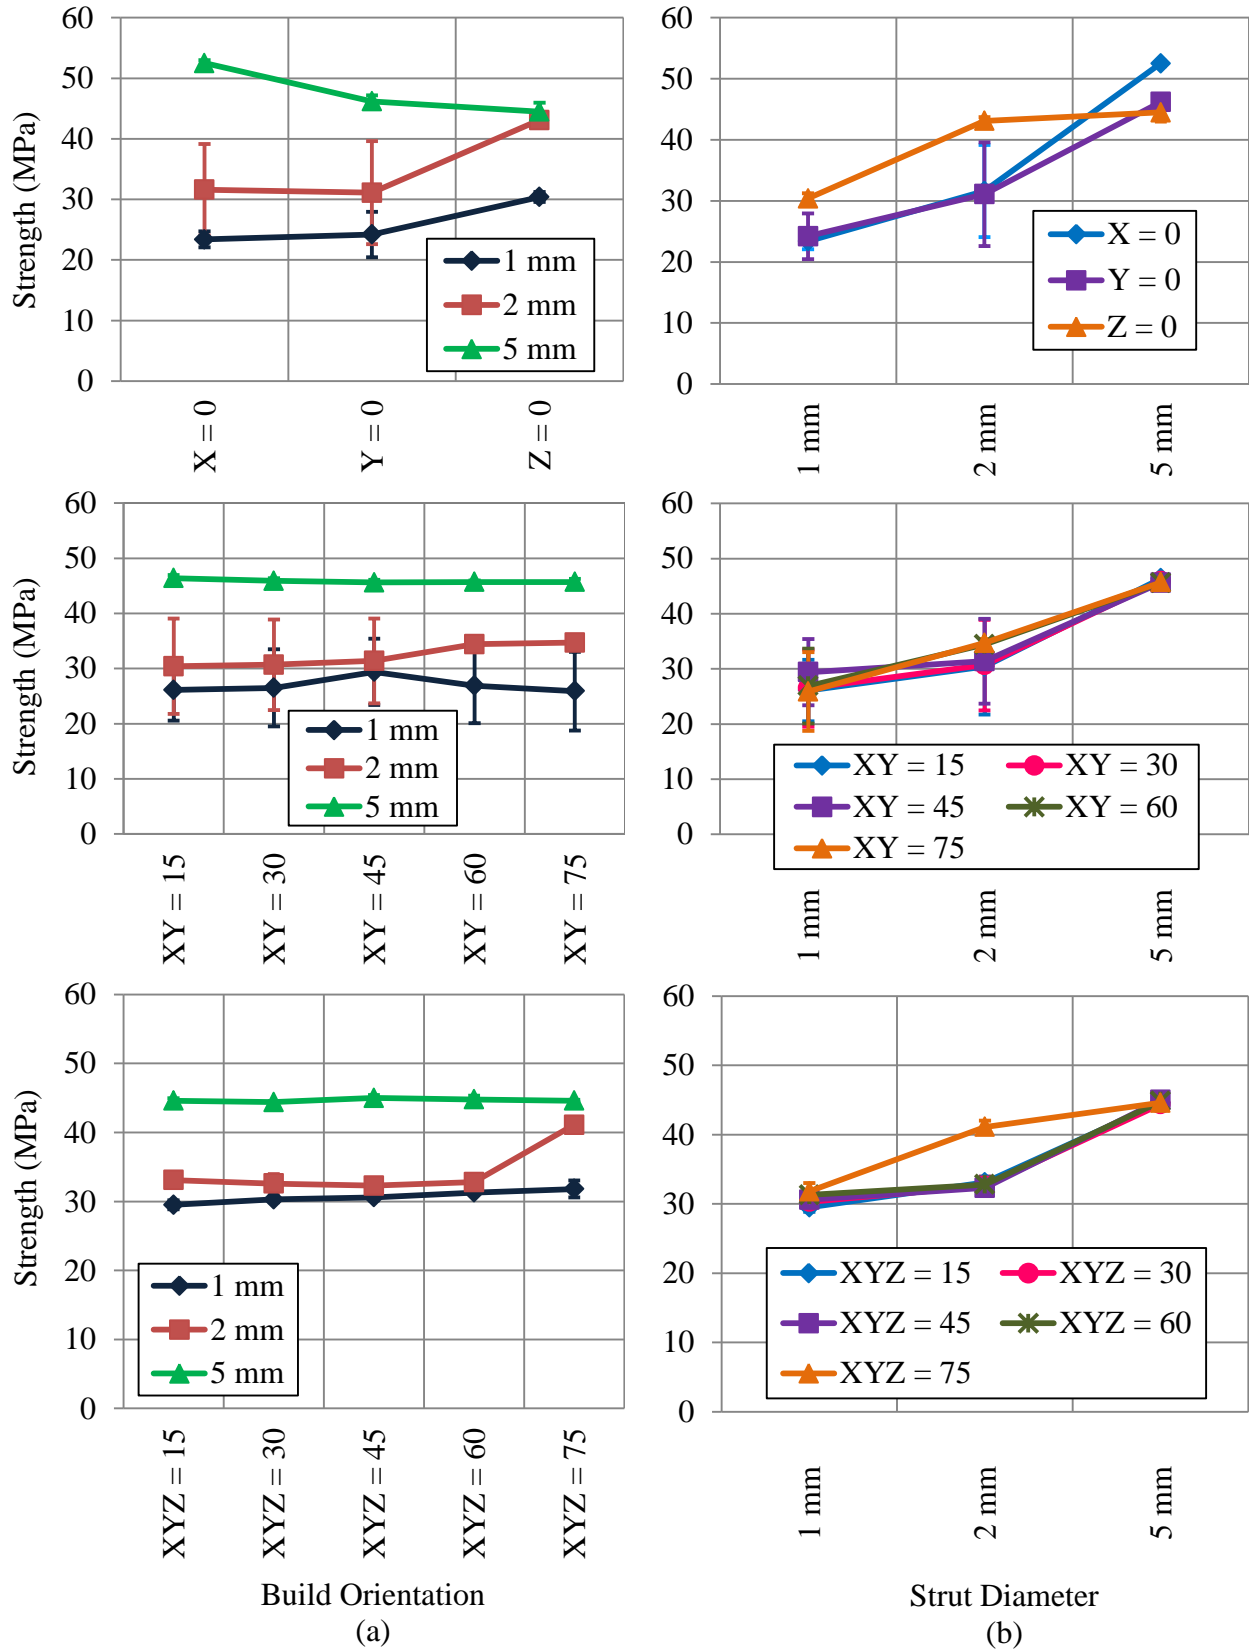 60
50
40
30
20
10
0
Strength (MPa)
X = 0
Y = 0
Z = 0
1 mm
2 mm
5 mm
60
50
40
30
20
10
0
1 mm
2 mm
5 mm
X = 0
Y = 0
Z = 0
60
50
40
30
20
10
0
Strength (MPa)
XY = 15
XY = 30
XY = 45
XY = 60
XY = 75
1 mm
2 mm
5 mm
60
50
40
30
20
10
0
1 mm
2 mm
5 mm
XY = 15 XY = 30
XY = 45 XY = 60
XY = 75
60
50
40
30
20
10
0
Strength (MPa)
XYZ = 15
XYZ = 30
XYZ = 45
XYZ = 60
XYZ = 75
1 mm
2 mm
5 mm
Build Orientation
(a)
60
50
40
30
20
10
0
1 mm
2 mm
5 mm
XYZ = 15 XYZ = 30
XYZ = 45 XYZ = 60
XYZ = 75
Strut Diameter
(b)